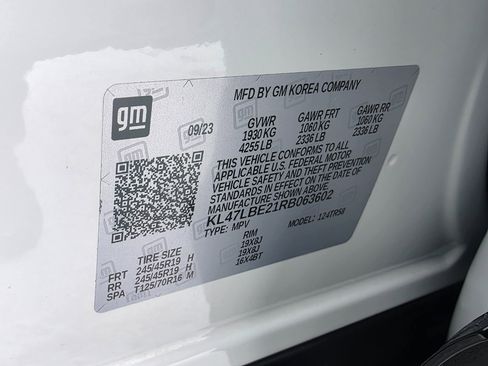 MFD BY GM KOREA COMPANY
gm
09/23 GVWR GAWR FRT GAWR RR
1930 KG 1060 KG 1060 KG
4255 LB 2336 LB 2336 LB
THIS VEHICLE CONFORMS TO ALL
APPLICABLE U.S. FEDERAL MOTOR
VEHICLE SAFETY AND THEFT PREVENTION
STANDARDS IN EFFECT ON THE DATE OF
MANUFACTURE SHOWN ABOVE.
KL47LBE21RB063602
TYPE: MPV MODEL: 124TR58
TIRE SIZE RIM
FRT 245/45R19 H 19X8J
RR 245/45R19 H 19X8J
SPA T125/70R16 M 16X4BT